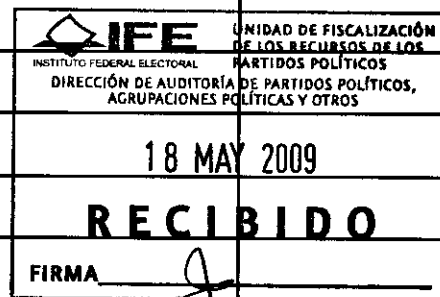 IFE
INSTITUTO FEDERAL ELECTORAL
UNIDAD DE FISCALIZACIÓN
DE LOS RECURSOS DE LOS
PARTIDOS POLÍTICOS
DIRECCIÓN DE AUDITORÍA DE PARTIDOS POLÍTICOS,
AGRUPACIONES POLÍTICAS Y OTROS
18 MAY 2009
RECIBIDO
FIRMA